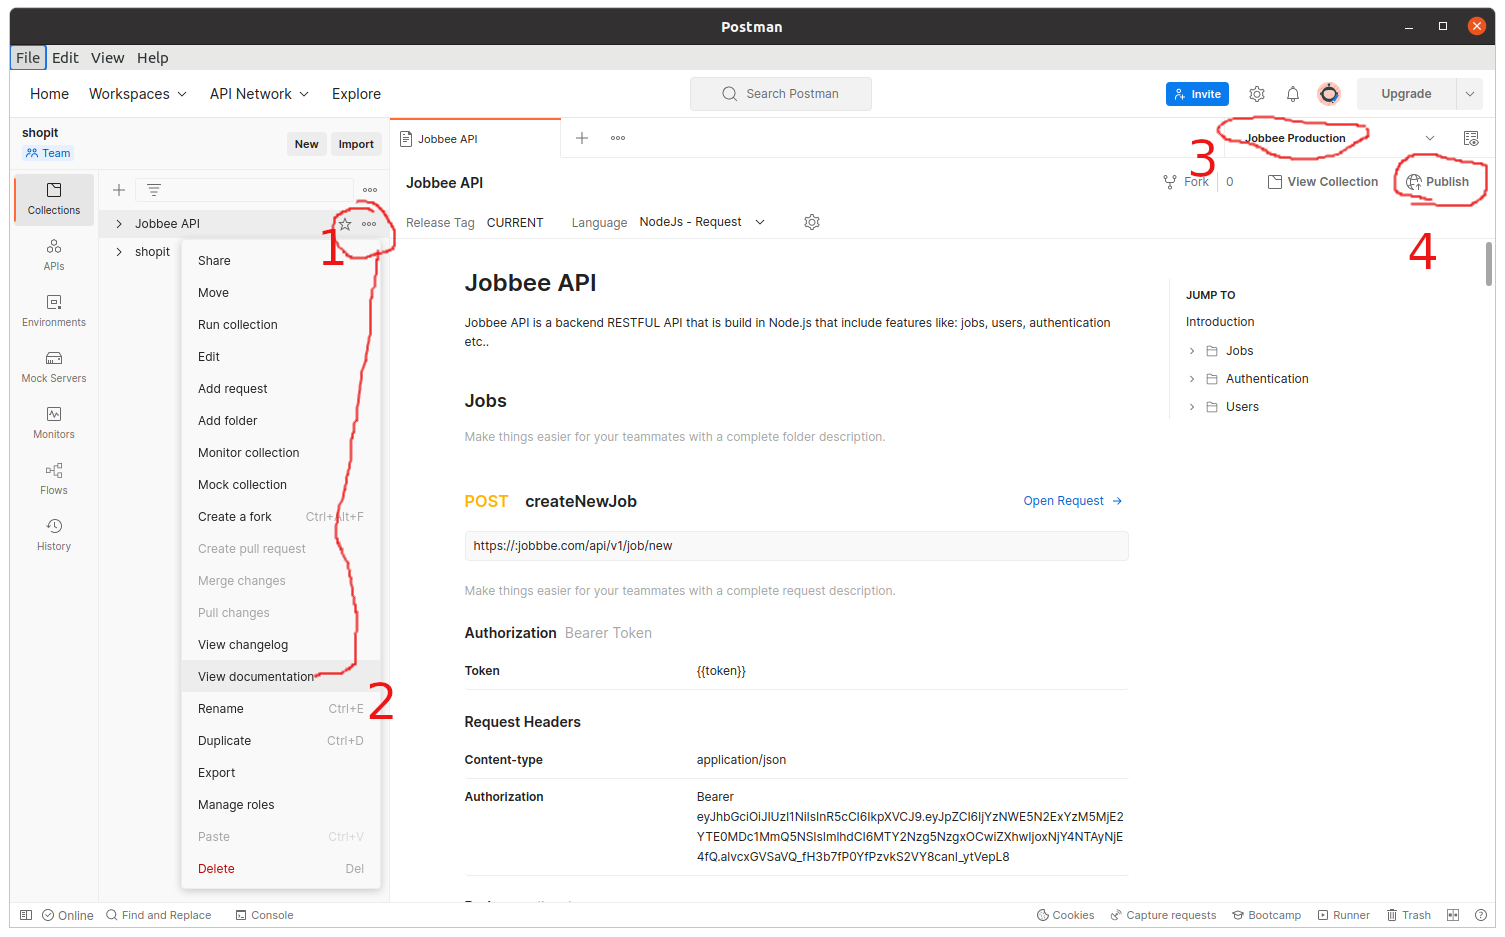 Postman
File Edit View Help
Home Workspaces API Network Explore
Search Postman
Invite
Upgrade
shopit
Team
New Import
Jobbee API
Jobbee Production
3
Collections
APIs
Environments
Mock Servers
Monitors
Flows
History
Jobbee API
shopit
1
Share
Move
Run collection
Edit
Add request
Add folder
Monitor collection
Mock collection
Create a fork Ctrl+Alt+F
Create pull request
Merge changes
Pull changes
View changelog
View documentation
2
Rename Ctrl+E
Duplicate Ctrl+D
Export
Manage roles
Paste Ctrl+V
Delete Del
Jobbee API
Fork 0 View Collection Publish
4
Release Tag CURRENT Language NodeJs - Request
Jobbee API
Jobbee API is a backend RESTFUL API that is build in Node.js that include features like: jobs, users, authentication
etc..
Jobs
Make things easier for your teammates with a complete folder description.
POST createNewJob Open Request
https://:jobbbe.com/api/v1/job/new
Make things easier for your teammates with a complete request description.
Authorization Bearer Token
Token {{token}}
Request Headers
Content-type application/json
Authorization Bearer
JUMP TO
Introduction
Jobs
Authentication
Users
Online Find and Replace Console
Cookies Capture requests Bootcamp Runner Trash